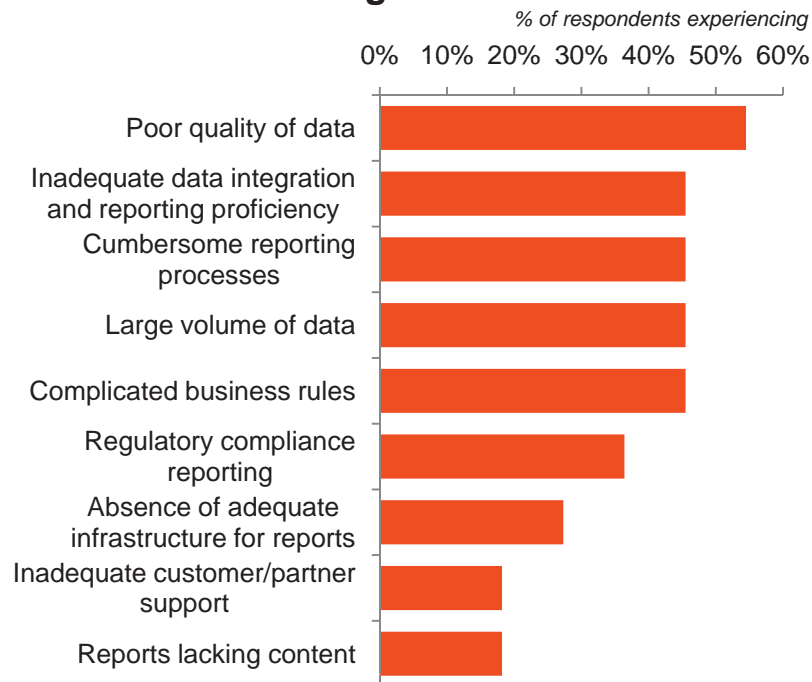 % of respondents experiencing
0% 10% 20% 30% 40% 50% 60%
Poor quality of data
Inadequate data integration
and reporting proficiency
Cumbersome reporting
processes
Large volume of data
Complicated business rules
Regulatory compliance
reporting
Absence of adequate
infrastructure for reports
Inadequate customer/partner
support
Reports lacking content